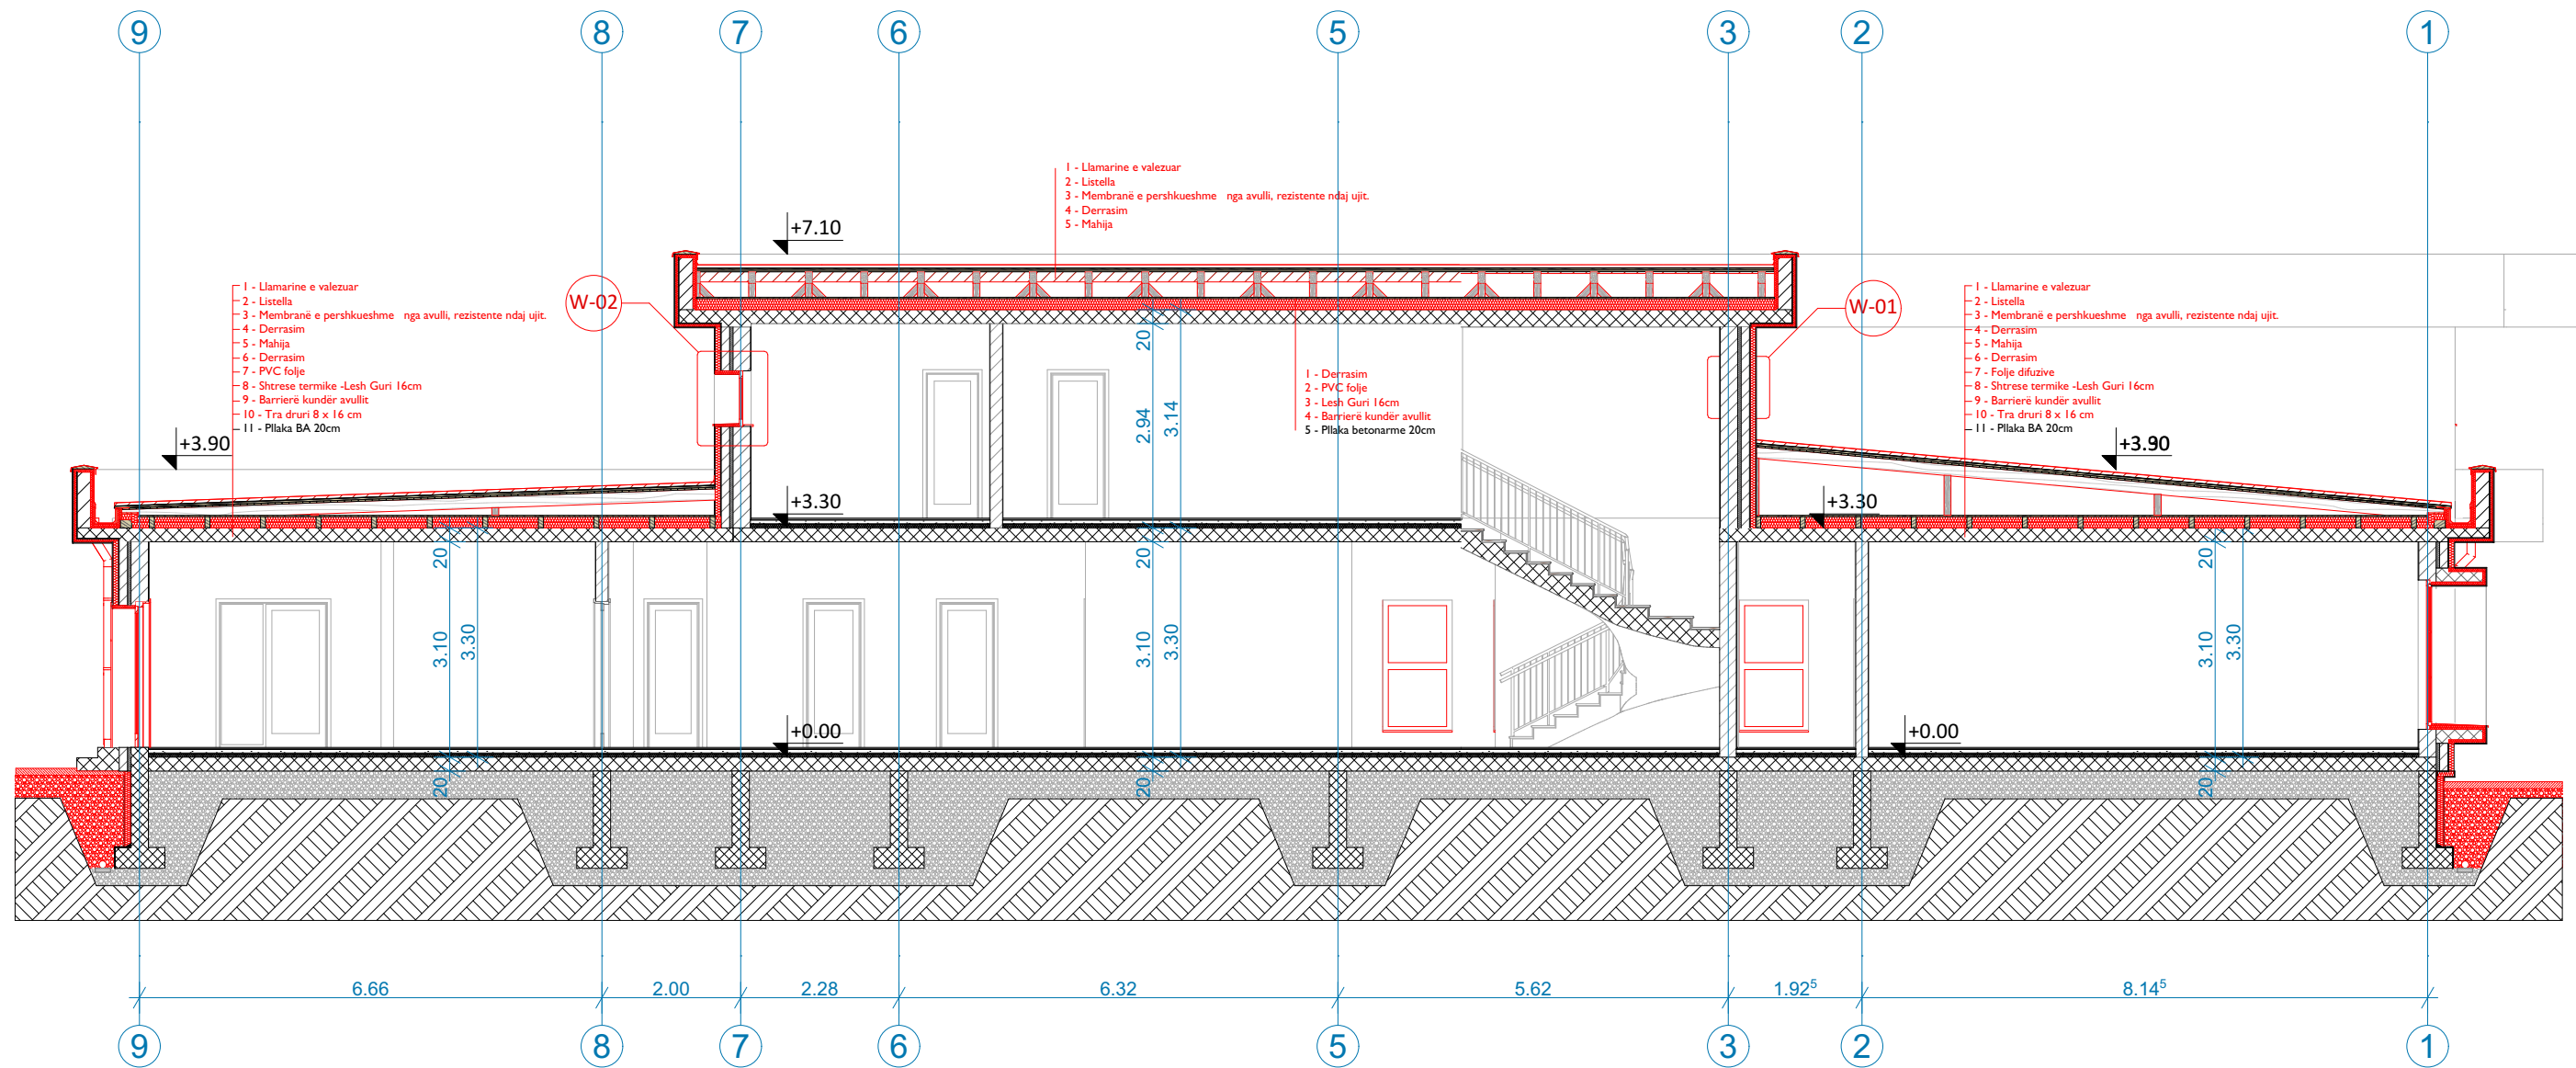 9 8 7 6 5 3 2 1
1 - Llamarine e valezuar
2 - Listella
3 - Membranë e pershkueshme nga avulli, rezistente ndaj ujit.
4 - Derrasim
5 - Mahija
+7.10
1 - Llamarine e valezuar
2 - Listella
3 - Membranë e pershkueshme nga avulli, rezistente ndaj ujit.
4 - Derrasim
5 - Mahija
6 - Derrasim
7 - PVC folje
8 - Shtrese termike -Lesh Guri 16cm
9 - Barrierë kundër avullit
10 - Tra druri 8 x 16 cm
11 - Pllaka BA 20cm
W-02
W-01
1 - Llamarine e valezuar
2 - Listella
3 - Membranë e pershkueshme nga avulli, rezistente ndaj ujit.
4 - Derrasim
5 - Mahija
6 - Derrasim
7 - Folje difuzive
8 - Shtrese termike -Lesh Guri 16cm
9 - Barrierë kundër avullit
10 - Tra druri 8 x 16 cm
11 - Pllaka BA 20cm
1 - Derrasim
2 - PVC folje
3 - Lesh Guri 16cm
4 - Barrierë kundër avullit
5 - Pllaka betonarme 20cm
20
2.94
3.14
+3.90
+3.90
+3.30
+3.30
20
3.10
3.30
20
20
3.10
3.30
20
20
3.10
3.30
20
+0.00
+0.00
6.66 2.00 2.28 6.32 5.62 1.92⁵ 8.14⁵
9 8 7 6 5 3 2 1